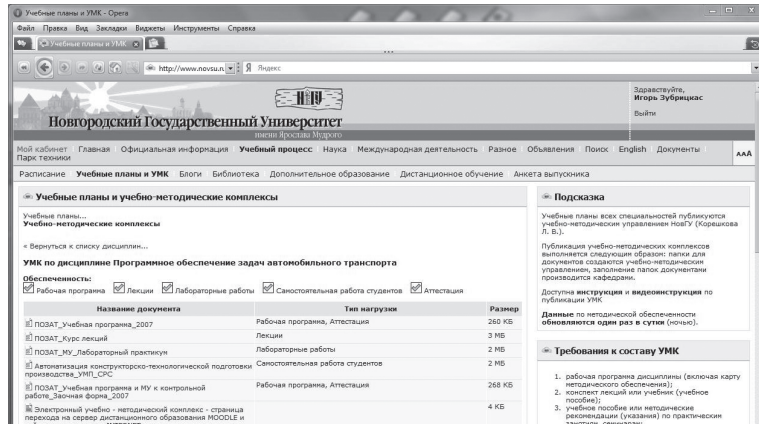 Учебные планы и УМК - Opera
Файл Правка Вид Закладки Виджеты Инструменты Справка
Учебные планы и УМК
http://www.novsu.ru
Яндекс
НовГУ
Новгородский Государственный Университет
имени Ярослава Мудрого
Здравствуйте,
Игорь Зубрицкас
Выйти
Мой кабинет Главная Официальная информация Учебный процесс Наука Международная деятельность Разное Объявления Поиск English Документы
Парк техники
AAA
Расписание Учебные планы и УМК Блоги Библиотека Дополнительное образование Дистанционное обучение Анкета выпускника
Учебные планы и учебно-методические комплексы
Учебные планы...
Учебно-методические комплексы
« Вернуться к списку дисциплин...
УМК по дисциплине Программное обеспечение задач автомобильного транспорта
Обеспеченность:
Рабочая программа Лекции Лабораторные работы Самостоятельная работа студентов Аттестация
Название документа Тип нагрузки Размер
ПОЗАТ_Учебная программа_2007 Рабочая программа, Аттестация 260 КБ
ПОЗАТ_Курс лекций Лекции 3 МБ
ПОЗАТ_МУ_Лабораторный практикум Лабораторные работы 2 МБ
Автоматизация конструкторско-технологической подготовки Самостоятельная работа студентов 2 МБ
производства_УМП_СРС
ПОЗАТ_Учебная программа и МУ к контрольной Рабочая программа, Аттестация 268 КБ
работе_Заочная форма_2007
Электронный учебно - методический комплекс - страница 4 КБ
перехода на сервер дистанционного образования MOODLE и
Подсказка
Учебные планы всех специальностей публикуются
учебно-методическим управлением НовГУ (Корешкова
Л. В.).
Публикация учебно-методических комплексов
выполняется следующим образом: папки для
документов создаются учебно-методическим
управлением, заполнение папок документами
производится кафедрами.
Доступна инструкция и видеоинструкция по
публикации УМК
Данные по методической обеспеченности
обновляются один раз в сутки (ночью).
Требования к составу УМК
1. рабочая программа дисциплины (включая карту
методического обеспечения);
2. конспект лекций или учебник (учебное
пособие);
3. учебное пособие или методические
рекомендации (указания) по практическим
занятиям, семинарам;